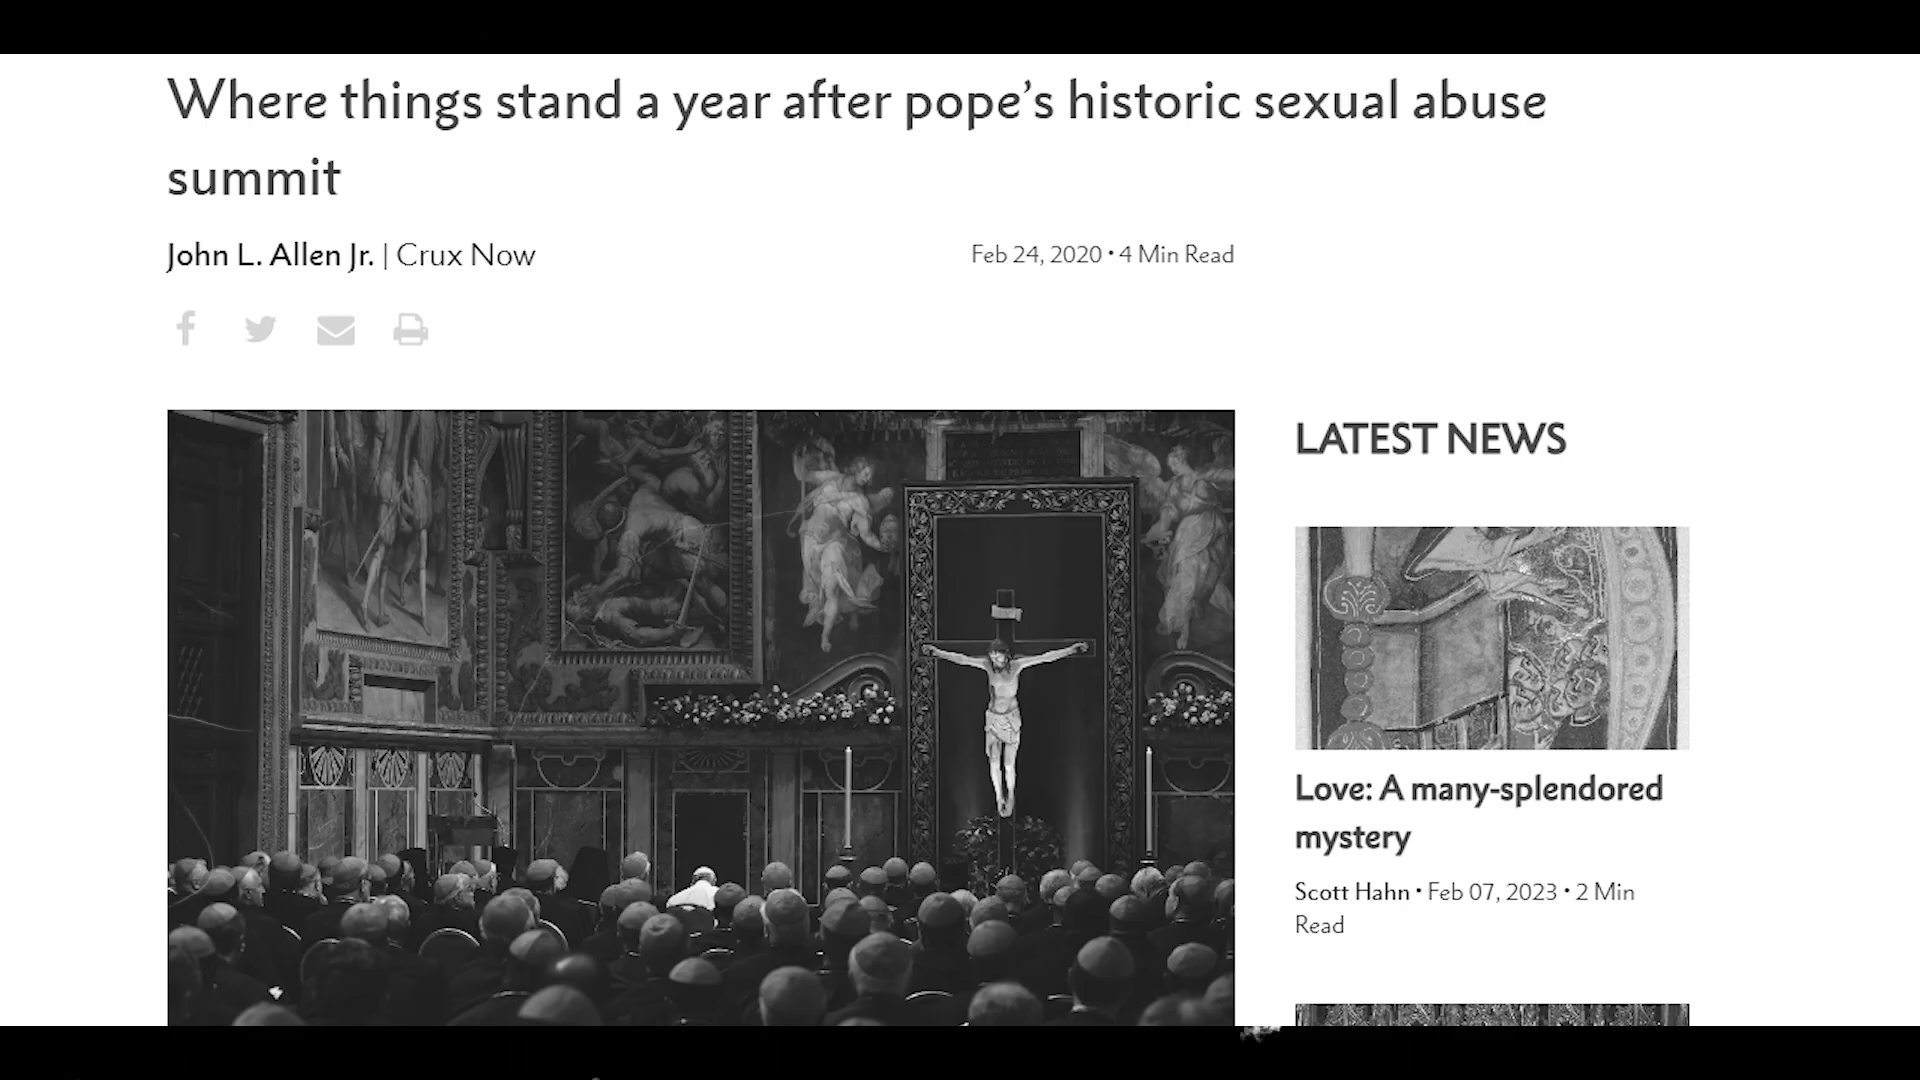 Where things stand a year after pope’s historic sexual abuse
summit
John L. Allen Jr. | Crux Now
Feb 24, 2020 • 4 Min Read
LATEST NEWS
Love: A many-splendored
mystery
Scott Hahn • Feb 07, 2023 • 2 Min
Read